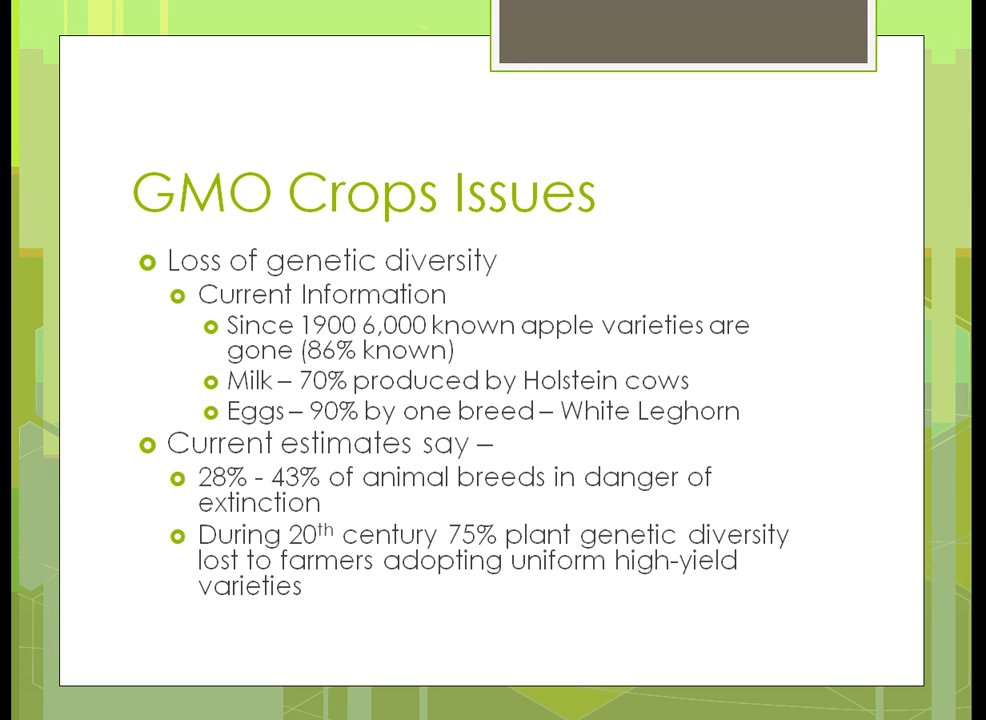 GMO Crops Issues
Loss of genetic diversity
Current Information
Since 1900 6,000 known apple varieties are
gone (86% known)
Milk – 70% produced by Holstein cows
Eggs – 90% by one breed – White Leghorn
Current estimates say –
28% - 43% of animal breeds in danger of
extinction
During 20th century 75% plant genetic diversity
lost to farmers adopting uniform high-yield
varieties